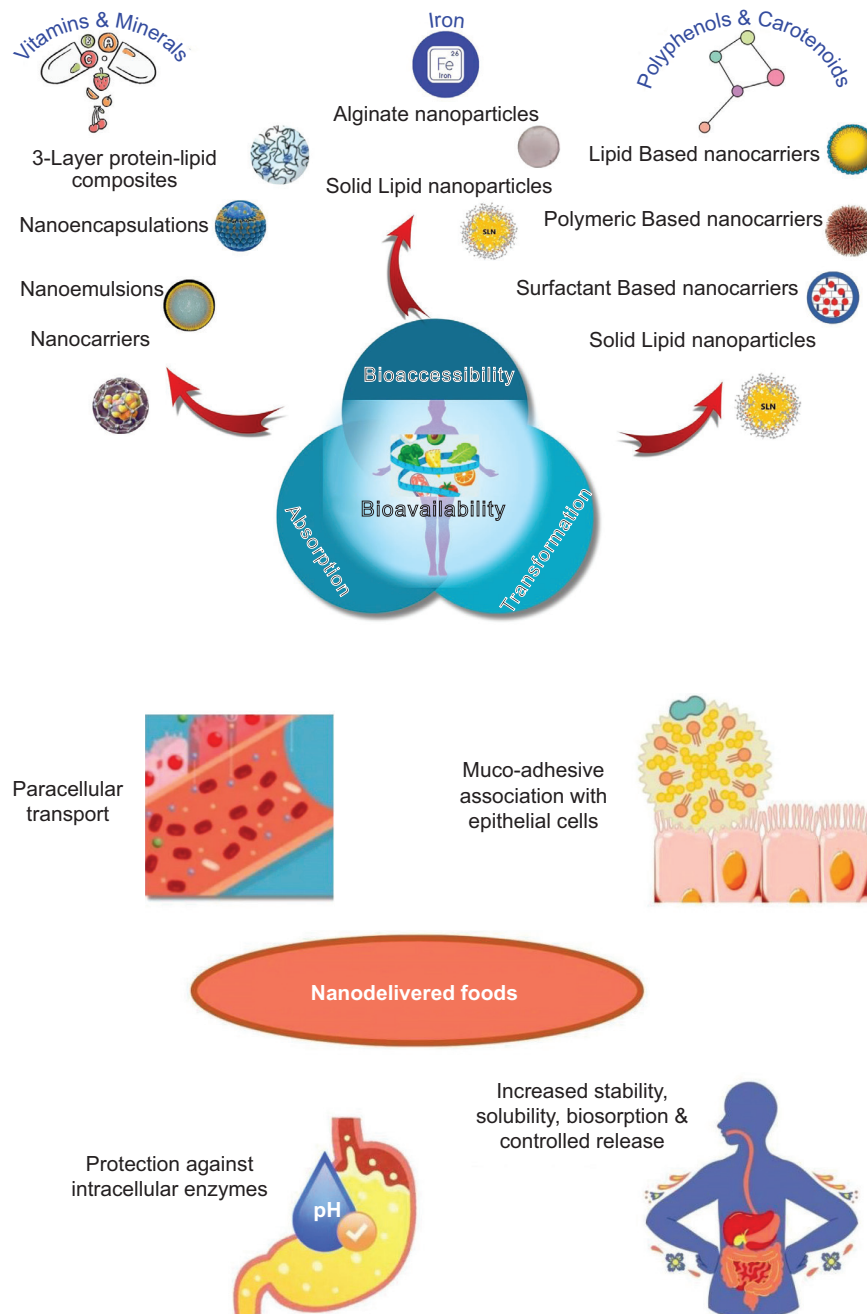 Vitamins & Minerals
B
A
C
3-Layer protein-lipid
composites
Nanoencapsulations
Nanoemulsions
Nanocarriers
Iron
26
Fe
Iron
Alginate nanoparticles
Solid Lipid nanoparticles
SLN
Polyphenols & Carotenoids
Lipid Based nanocarriers
Polymeric Based nanocarriers
Surfactant Based nanocarriers
Solid Lipid nanoparticles
SLN
Bioaccessibility
Bioavailability
Absorption
Transformation
Paracellular
transport
Muco-adhesive
association with
epithelial cells
Nanodelivered foods
Protection against
intracellular enzymes
pH
Increased stability,
solubility, biosorption &
controlled release